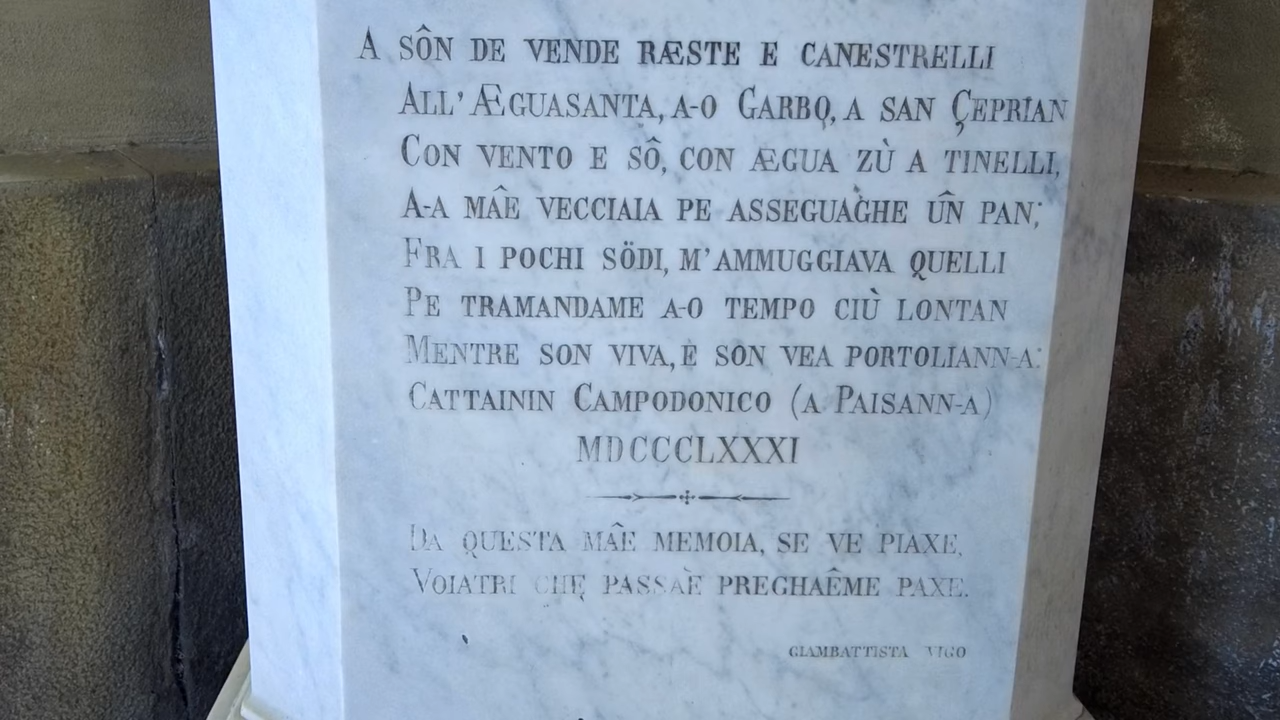 A SÔN DE VENDE RÆSTE E CANESTRELLI
ALL'ÆGUASANTA, A-O GARBO, A SAN ÇEPRIAN
CON VENTO E SÔ, CON ÆGUA ZÙ A TINELLI,
A-A MÂE VECCIAIA PE ASSEGUAGHE UN PAN;
FRA I POCHI SÖDI, M'AMMUGGIAVA QUELLI
PE TRAMANDAME A-O TEMPO CIÙ LONTAN
MENTRE SON VIVA, E SON VEA PORTOLIANN-A:
CATTAININ CAMPODONICO (A PAISANN-A)
MDCCCLXXXI
DA QUESTA MÂE MEMOIA, SE VE PIAXE,
VOIATRI CHE PASSAE PREGHAÊME PAXE.
GIAMBATTISTA VIGO